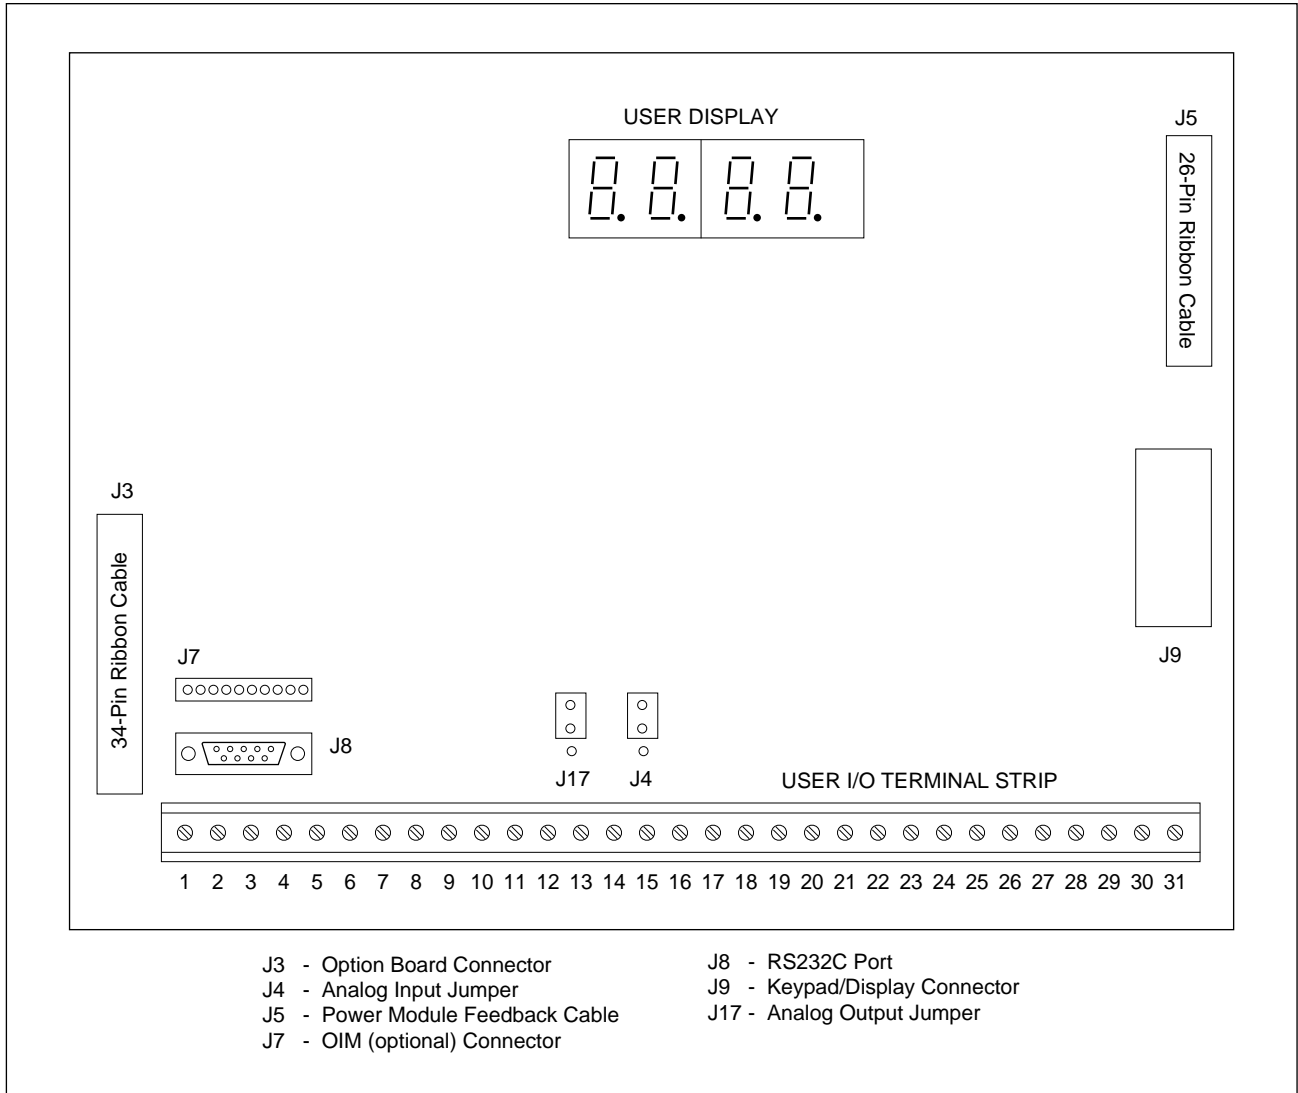 USER DISPLAY
8. 8. 8. 8.
J5
26-Pin Ribbon Cable
J3
34-Pin Ribbon Cable
J7
J8
J9
J17 J4
USER I/O TERMINAL STRIP
1 2 3 4 5 6 7 8 9 10 11 12 13 14 15 16 17 18 19 20 21 22 23 24 25 26 27 28 29 30 31
J3 - Option Board Connector
J4 - Analog Input Jumper
J5 - Power Module Feedback Cable
J7 - OIM (optional) Connector
J8 - RS232C Port
J9 - Keypad/Display Connector
J17 - Analog Output Jumper